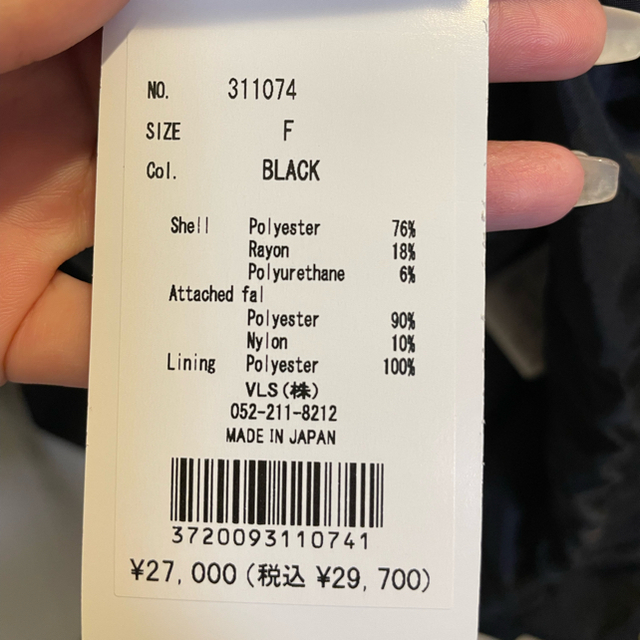 NO. 311074
SIZE F
Col. BLACK
Shell Polyester 76%
Rayon 18%
Polyurethane 6%
Attached fal
Polyester 90%
Nylon 10%
Lining Polyester 100%
VLS(株)
052-211-8212
MADE IN JAPAN
3720093110741
¥27,000(税込 ¥29,700)